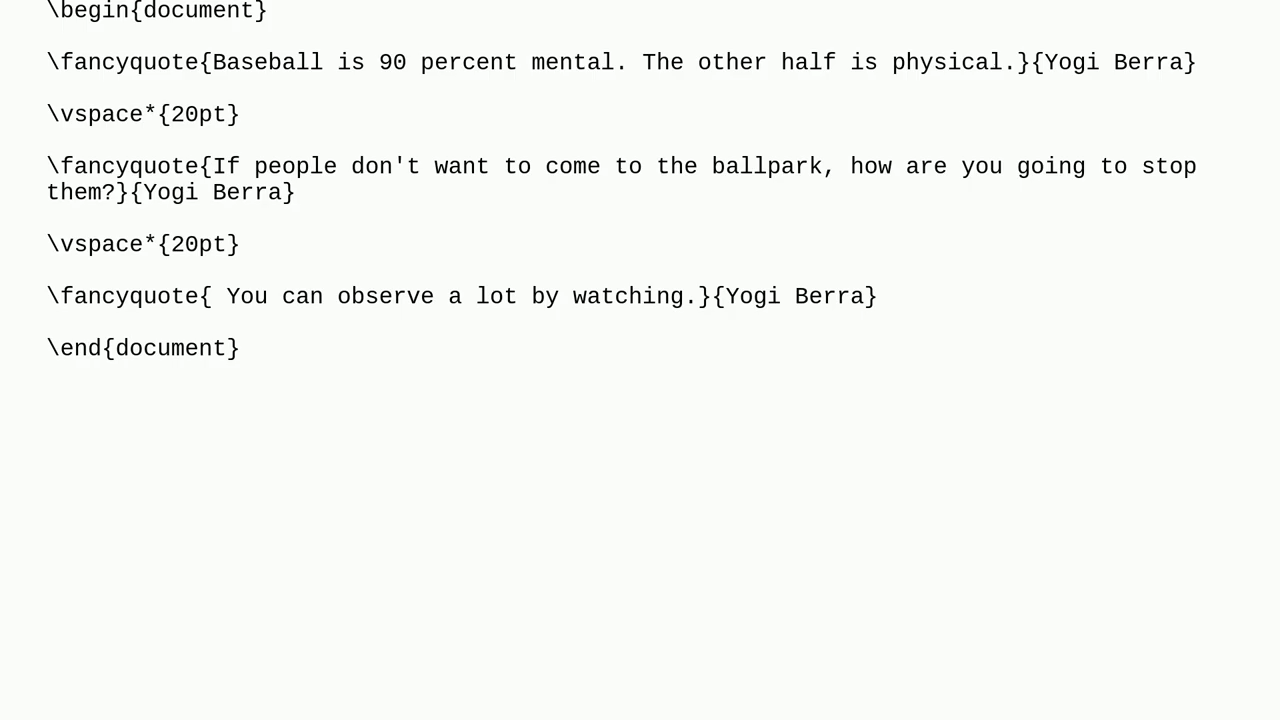 \begin{document}
\fancyquote{Baseball is 90 percent mental. The other half is physical.}{Yogi Berra}
\vspace*{20pt}
\fancyquote{If people don't want to come to the ballpark, how are you going to stop
them?}{Yogi Berra}
\vspace*{20pt}
\fancyquote{ You can observe a lot by watching.}{Yogi Berra}
\end{document}